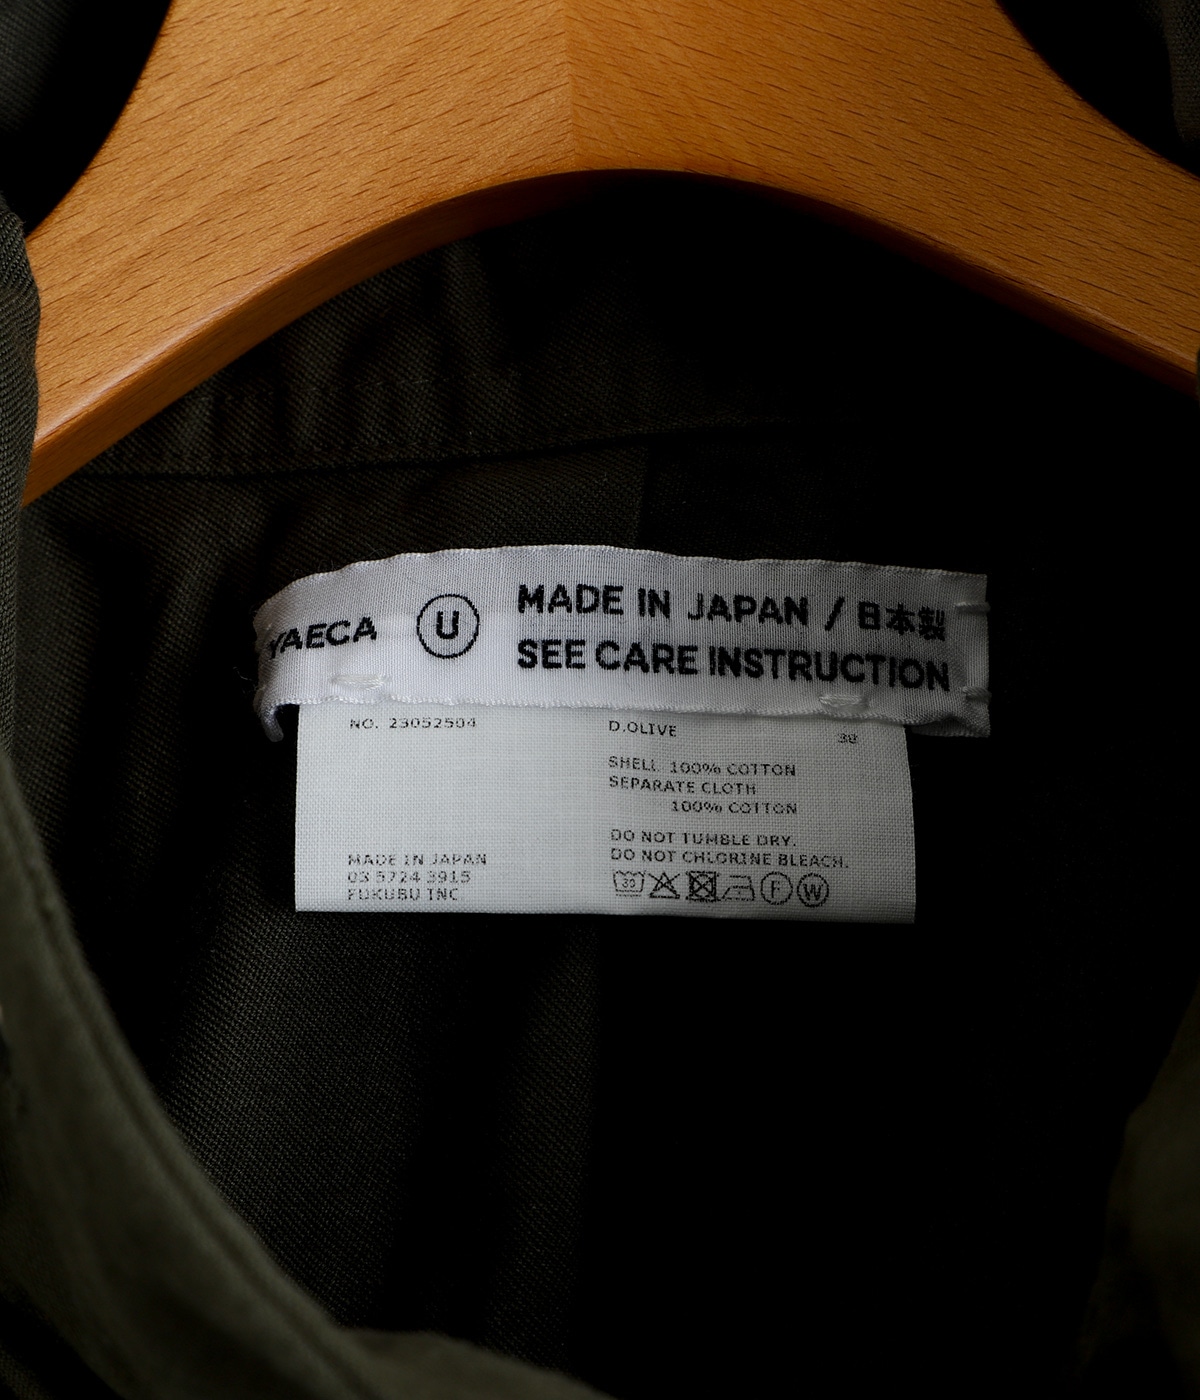 YAECA
U
MADE IN JAPAN / 日本製
SEE CARE INSTRUCTION
NO. 23052504
D.OLIVE
38
SHELL 100% COTTON
SEPARATE CLOTH
100% COTTON
DO NOT TUMBLE DRY.
DO NOT CHLORINE BLEACH.
30
F
W
MADE IN JAPAN
03 5724 3915
FUKUBU INC